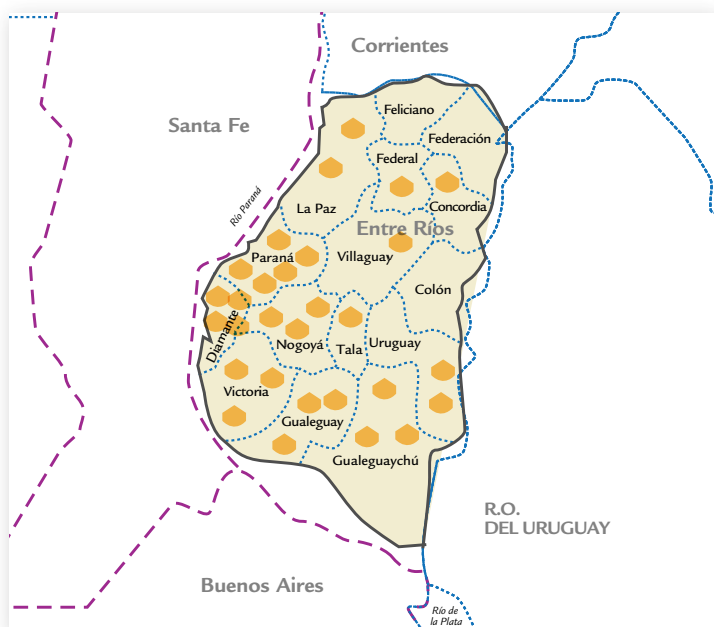 Corrientes
Feliciano
Santa Fe
Federación
Federal
Río Paraná
La Paz
Concordia
Entre Ríos
Paraná
Villaguay
Colón
Diamante
Nogoyá
Tala
Uruguay
Victoria
Gualeguay
Gualeguaychú
R.O.
DEL URUGUAY
Buenos Aires
Río de
la Plata